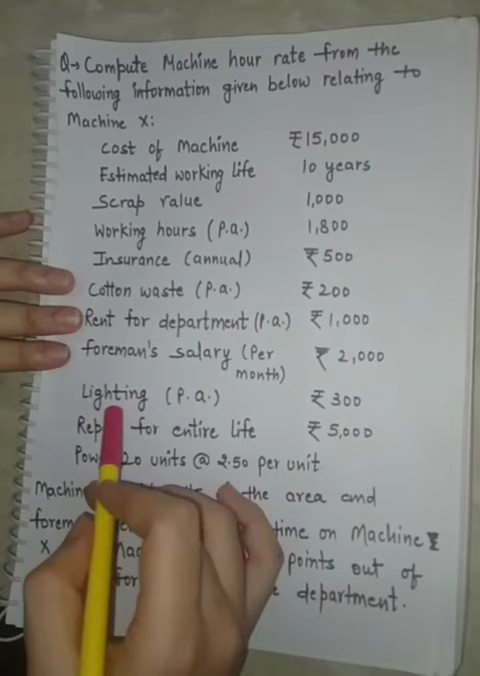 Q→ Compute Machine hour rate from the
following information given below relating to
Machine X:
Cost of Machine ₹15,000
Estimated working life 10 years
Scrap value 1,000
Working hours (P.a.) 1,800
Insurance (annual) ₹500
Cotton waste (P.a.) ₹200
Rent for department (P.a.) ₹1,000
foreman's salary (Per month) ₹ 2,000
Lighting (P.a.) ₹ 300
for entire life ₹ 5,000
20 units @ 2.50 per unit
the area and
time on Machine
X points out of
department.